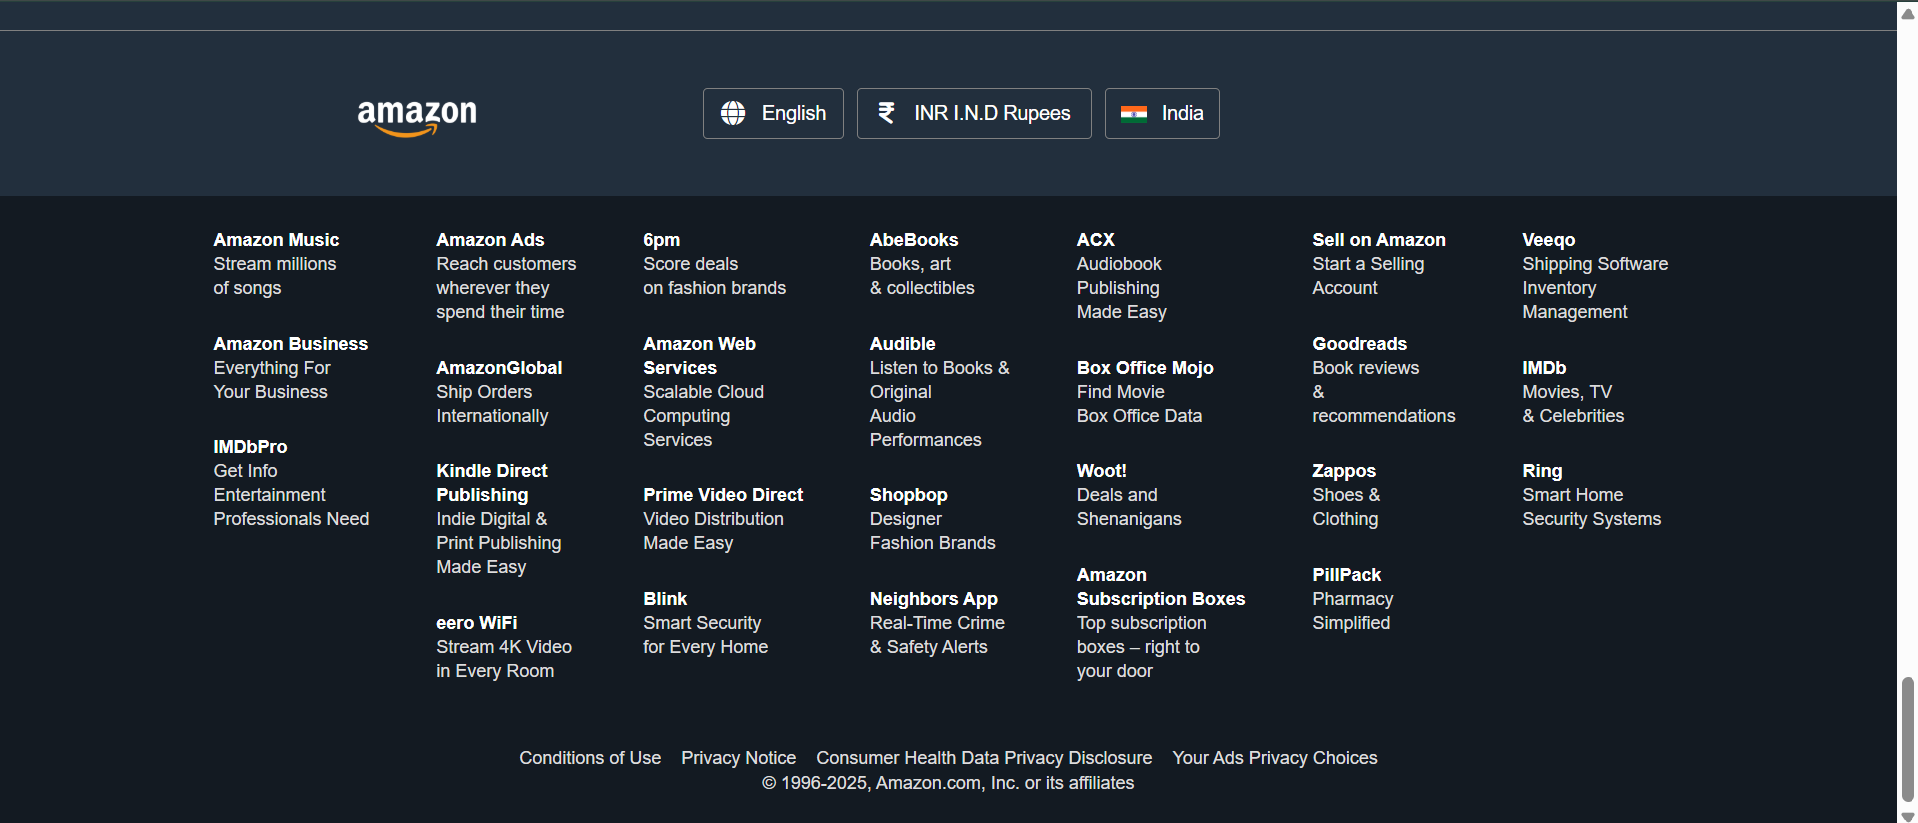 amazon
English
INR I.N.D Rupees
India
Amazon Music
Stream millions
of songs
Amazon Business
Everything For
Your Business
IMDbPro
Get Info
Entertainment
Professionals Need
Amazon Ads
Reach customers
wherever they
spend their time
AmazonGlobal
Ship Orders
Internationally
Kindle Direct
Publishing
Indie Digital &
Print Publishing
Made Easy
eero WiFi
Stream 4K Video
in Every Room
6pm
Score deals
on fashion brands
Amazon Web
Services
Scalable Cloud
Computing
Services
Prime Video Direct
Video Distribution
Made Easy
Blink
Smart Security
for Every Home
AbeBooks
Books, art
& collectibles
Audible
Listen to Books &
Original
Audio
Performances
Shopbop
Designer
Fashion Brands
Neighbors App
Real-Time Crime
& Safety Alerts
ACX
Audiobook
Publishing
Made Easy
Box Office Mojo
Find Movie
Box Office Data
Woot!
Deals and
Shenanigans
Amazon
Subscription Boxes
Top subscription
boxes – right to
your door
Sell on Amazon
Start a Selling
Account
Goodreads
Book reviews
&
recommendations
Zappos
Shoes &
Clothing
PillPack
Pharmacy
Simplified
Veeqo
Shipping Software
Inventory
Management
IMDb
Movies, TV
& Celebrities
Ring
Smart Home
Security Systems
Conditions of Use Privacy Notice Consumer Health Data Privacy Disclosure Your Ads Privacy Choices
© 1996-2025, Amazon.com, Inc. or its affiliates